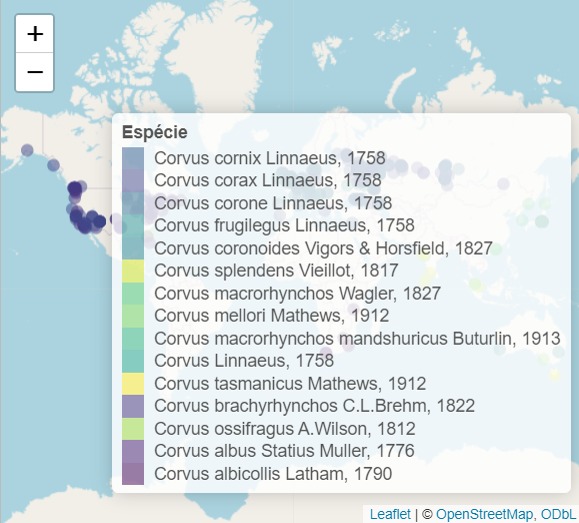 +
−
Espécie
Corvus cornix Linnaeus, 1758
Corvus corax Linnaeus, 1758
Corvus corone Linnaeus, 1758
Corvus frugilegus Linnaeus, 1758
Corvus coronoides Vigors & Horsfield, 1827
Corvus splendens Vieillot, 1817
Corvus macrorhynchos Wagler, 1827
Corvus mellori Mathews, 1912
Corvus macrorhynchos mandshuricus Buturlin, 1913
Corvus Linnaeus, 1758
Corvus tasmanicus Mathews, 1912
Corvus brachyrhynchos C.L.Brehm, 1822
Corvus ossifragus A.Wilson, 1812
Corvus albus Statius Muller, 1776
Corvus albicollis Latham, 1790
Leaflet | © OpenStreetMap, ODbL